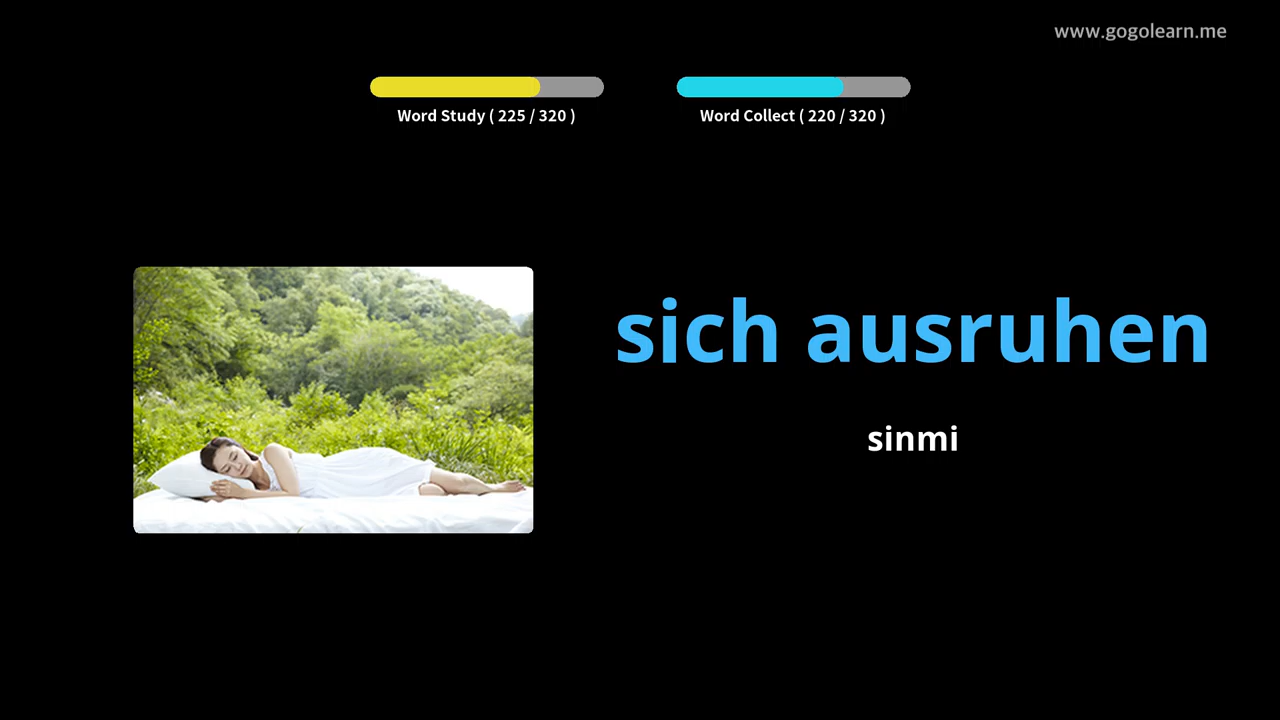 www.gogolearn.me
Word Study ( 225 / 320 )
Word Collect ( 220 / 320 )
sich ausruhen
sinmi